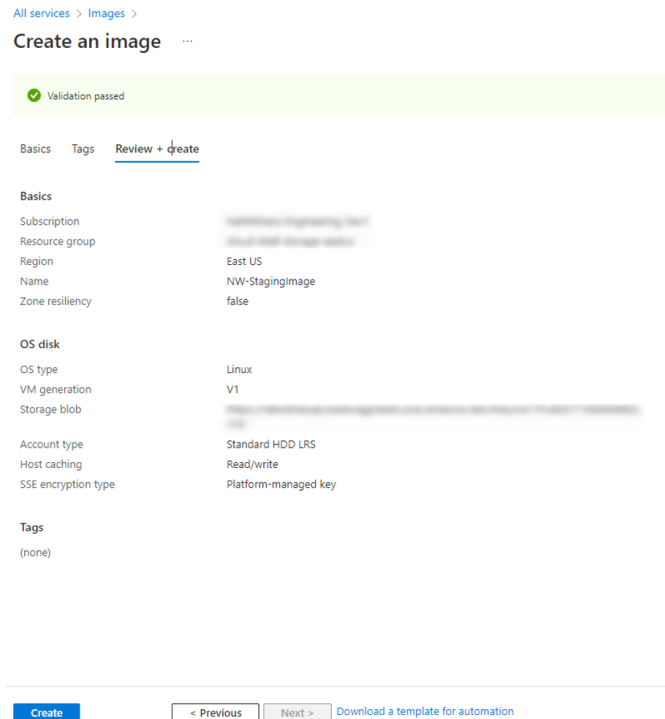 All services > Images >
Create an image ...
Validation passed
Basics Tags Review + create
Basics
Subscription
Resource group
Region East US
Name NW-StagingImage
Zone resiliency false
OS disk
OS type Linux
VM generation V1
Storage blob
Account type Standard HDD LRS
Host caching Read/write
SSE encryption type Platform-managed key
Tags
(none)
Create < Previous Next > Download a template for automation